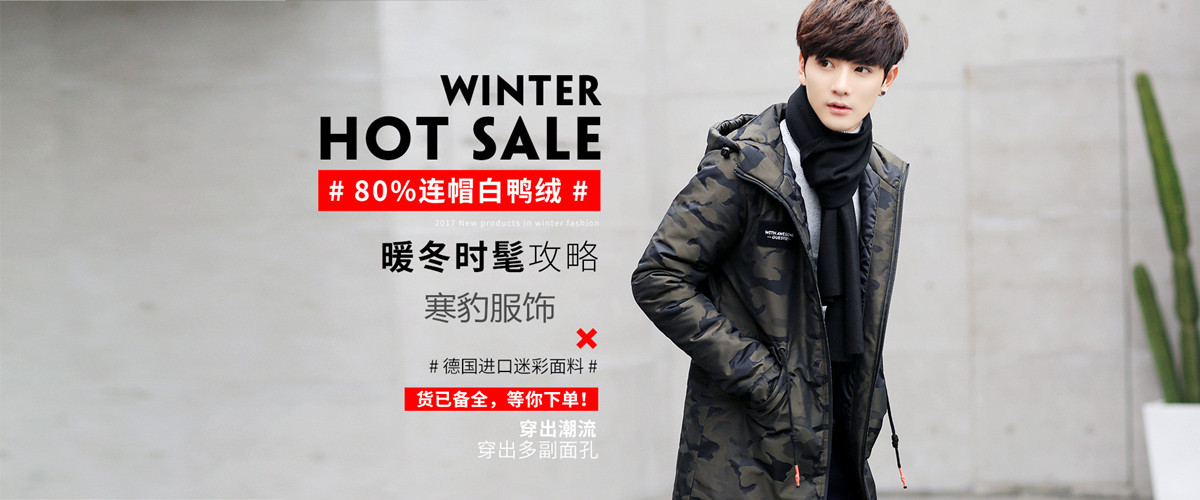 WINTER
HOT SALE
# 80%连帽白鸭绒 #
2017 New products in winter fashion
暖冬时髦攻略
寒豹服饰
# 德国进口迷彩面料 #
货已备全，等你下单！
穿出潮流
穿出多副面孔
WITH AWESOME